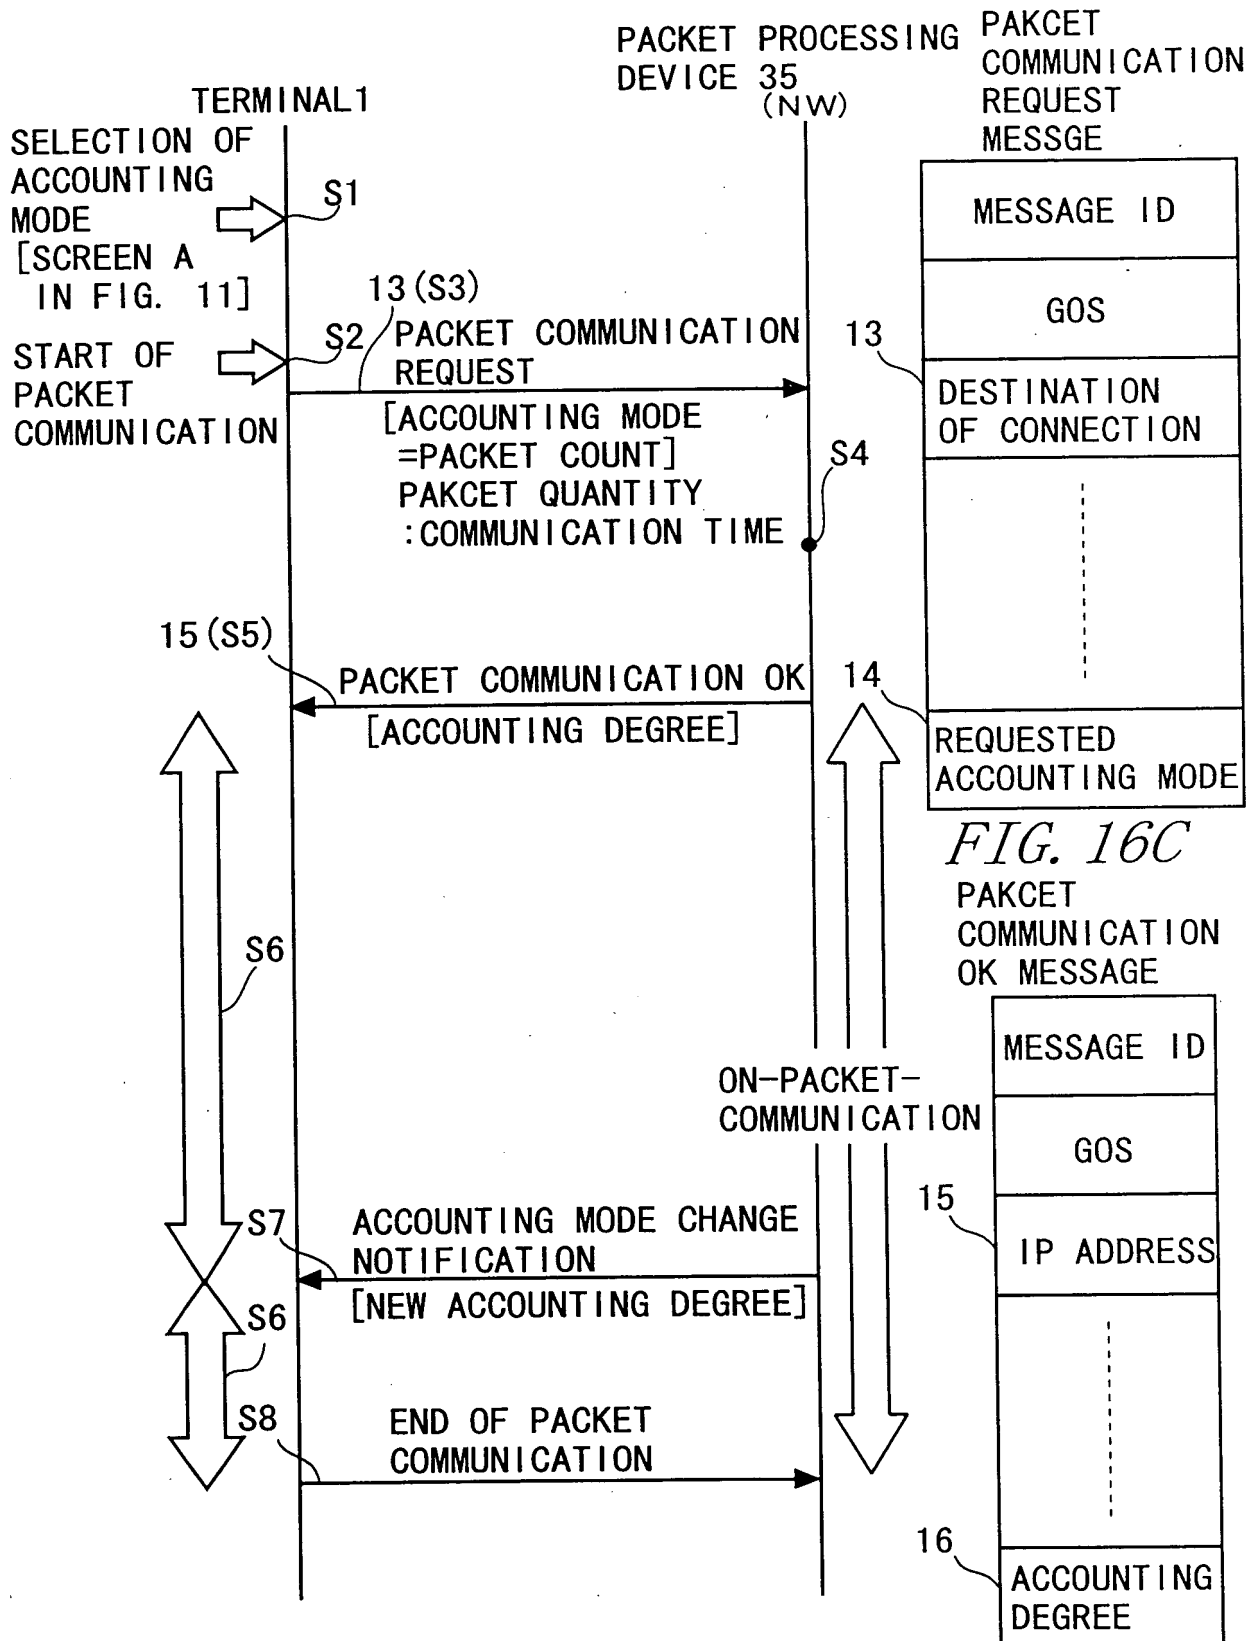 PACKET PROCESSING
DEVICE 35
(NW)
TERMINAL1
SELECTION OF
ACCOUNTING
MODE
[SCREEN A
IN FIG. 11]
S1
START OF
PACKET
COMMUNICATION
S2
13(S3)
PACKET COMMUNICATION
REQUEST
[ACCOUNTING MODE
=PACKET COUNT]
PAKCET QUANTITY
:COMMUNICATION TIME
S4
15(S5)
PACKET COMMUNICATION OK
[ACCOUNTING DEGREE]
S6
ON-PACKET-
COMMUNICATION
S7
ACCOUNTING MODE CHANGE
NOTIFICATION
[NEW ACCOUNTING DEGREE]
S6
S8
END OF PACKET
COMMUNICATION
PAKCET
COMMUNICATION
REQUEST
MESSGE
MESSAGE ID
GOS
13
DESTINATION
OF CONNECTION
14
REQUESTED
ACCOUNTING MODE
FIG. 16C
PAKCET
COMMUNICATION
OK MESSAGE
MESSAGE ID
GOS
15
IP ADDRESS
16
ACCOUNTING
DEGREE